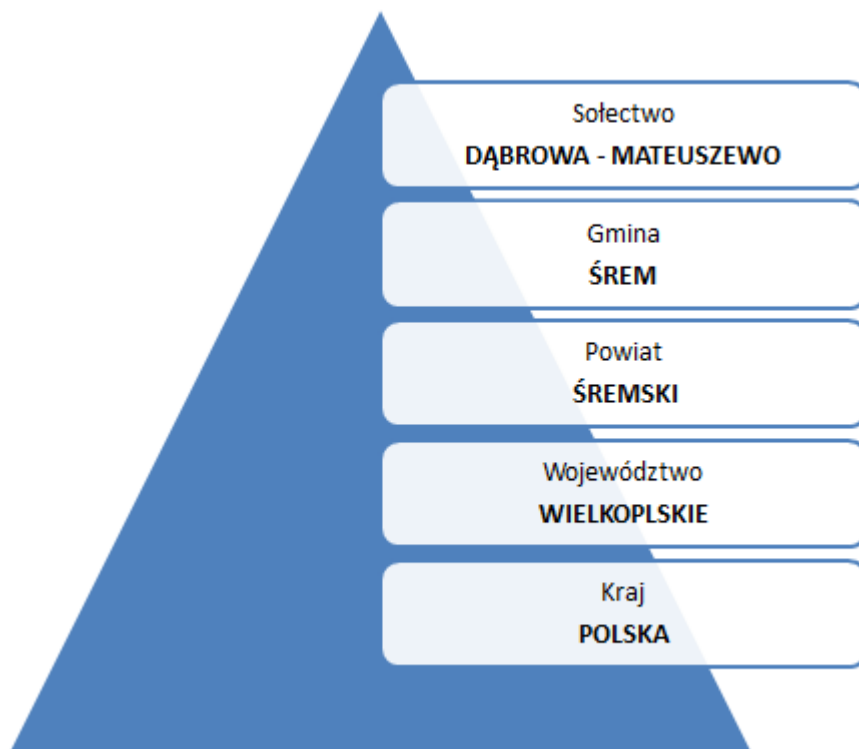 Sołectwo
DĄBROWA - MATEUSZEWO
Gmina
ŚREM
Powiat
ŚREMSKI
Województwo
WIELKOPLSKIE
Kraj
POLSKA